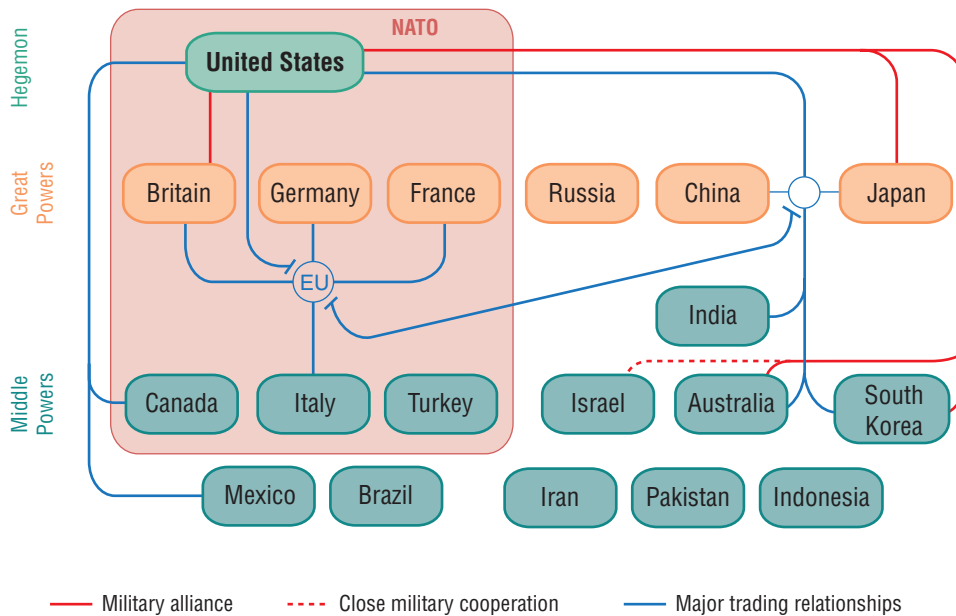 NATO
Hegemon
United States
Great
Powers
Britain
Germany
France
Russia
China
Japan
EU
India
Middle
Powers
Canada
Italy
Turkey
Israel
Australia
South
Korea
Mexico
Brazil
Iran
Pakistan
Indonesia
Military alliance
Close military cooperation
Major trading relationships